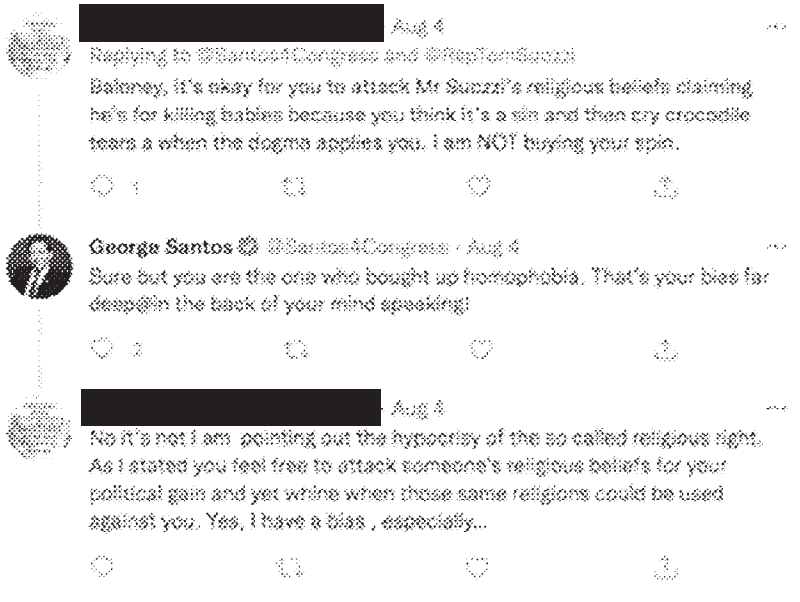 Aug 4
Replying to @Santos4Congress and @RepTomSuozzi
Baloney, it's okay for you to attack Mr Suozzi's religious beliefs claiming
he's for killing babies because you think it's a sin and then cry crocodile
tears a when the dogma applies you. I am NOT buying your spin.
1
George Santos @Santos4Congress · Aug 4
Sure but you are the one who bought up homophobia. That's your bias far
deep@in the back of your mind speaking!
2
Aug 4
No it's not I am pointing out the hypocrisy of the so called religious right.
As I stated you feel free to attack someone's religious beliefs for your
political gain and yet whine when those same religions could be used
against you. Yes, I have a bias , especially...